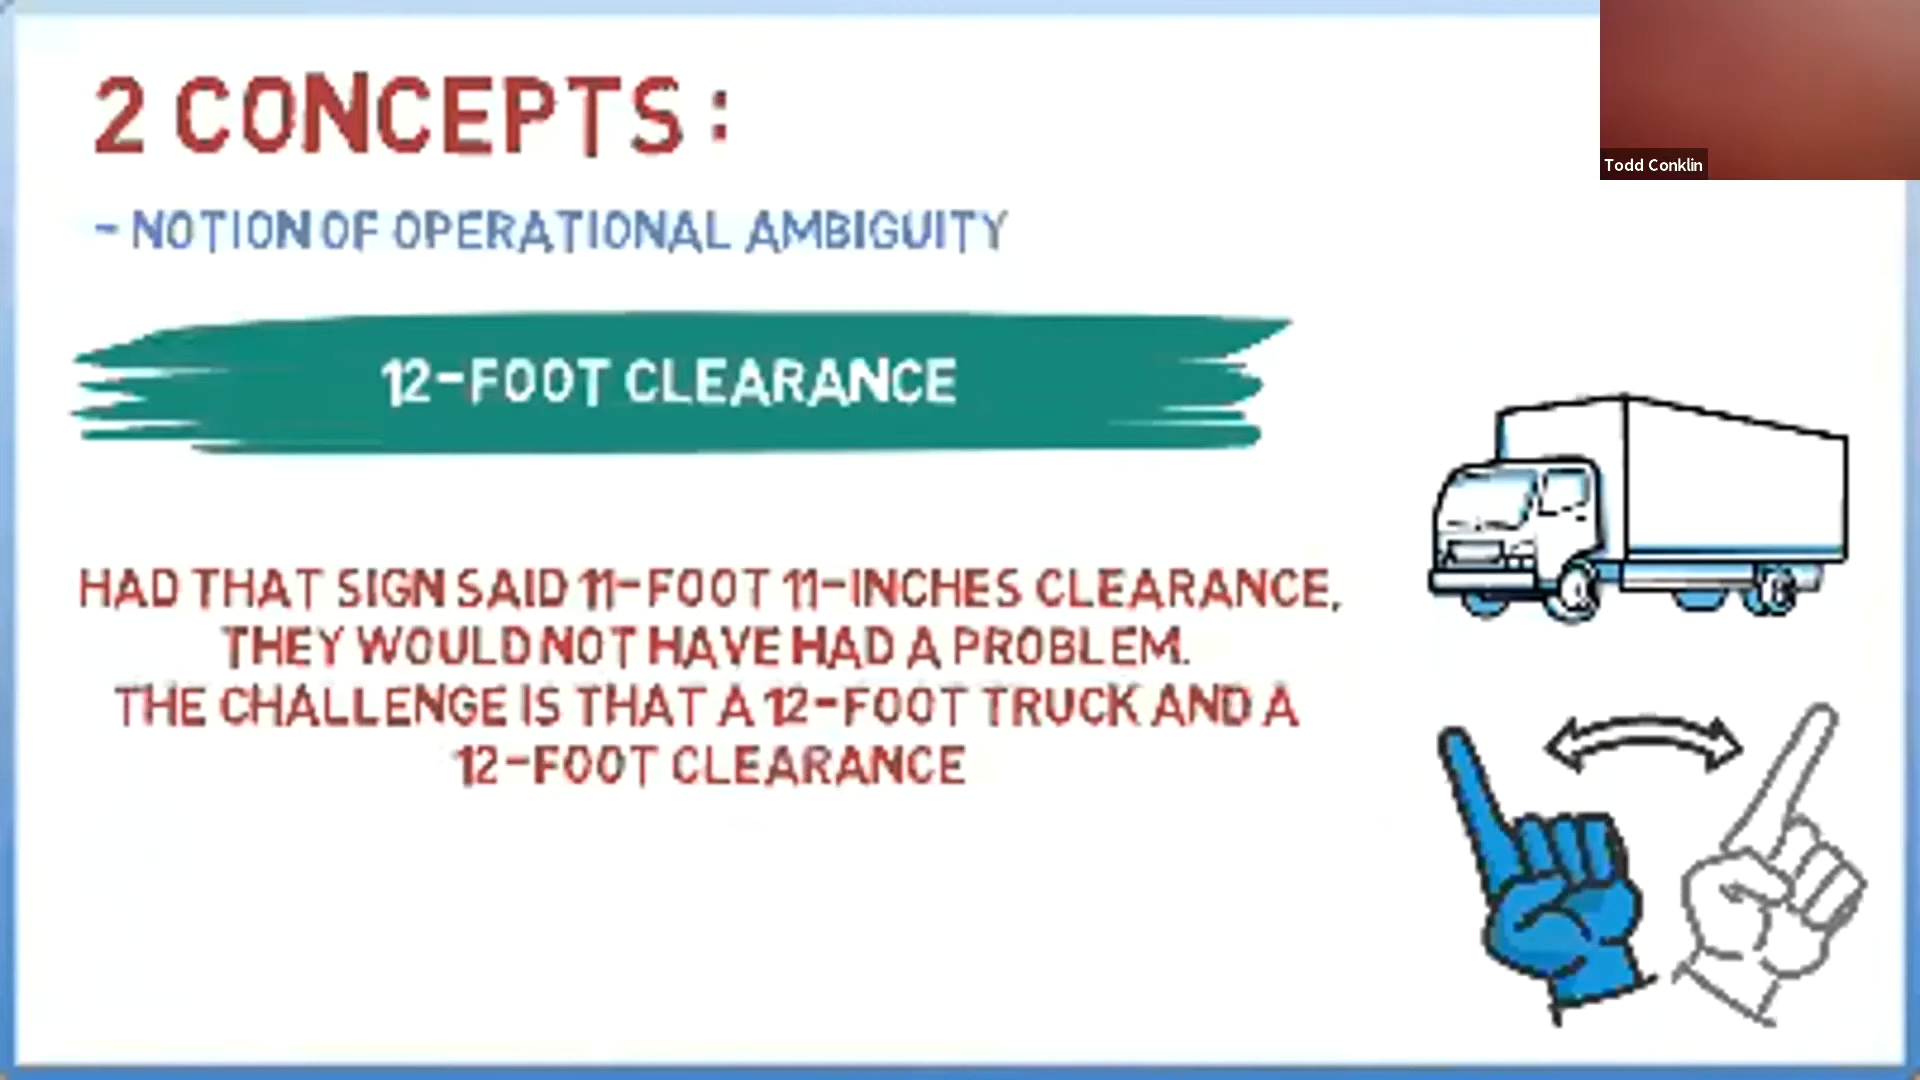 2 CONCEPTS :
- NOTION OF OPERATIONAL AMBIGUITY
12-FOOT CLEARANCE
HAD THAT SIGN SAID 11-FOOT 11-INCHES CLEARANCE,
THEY WOULD NOT HAVE HAD A PROBLEM.
THE CHALLENGE IS THAT A 12-FOOT TRUCK AND A
12-FOOT CLEARANCE
Todd Conklin